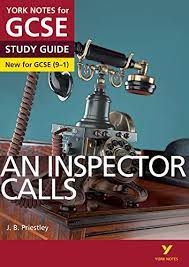 YORK NOTES for
GCSE
STUDY GUIDE
New for GCSE (9-1)
AN INSPECTOR
CALLS
J. B. Priestley
YORK NOTES